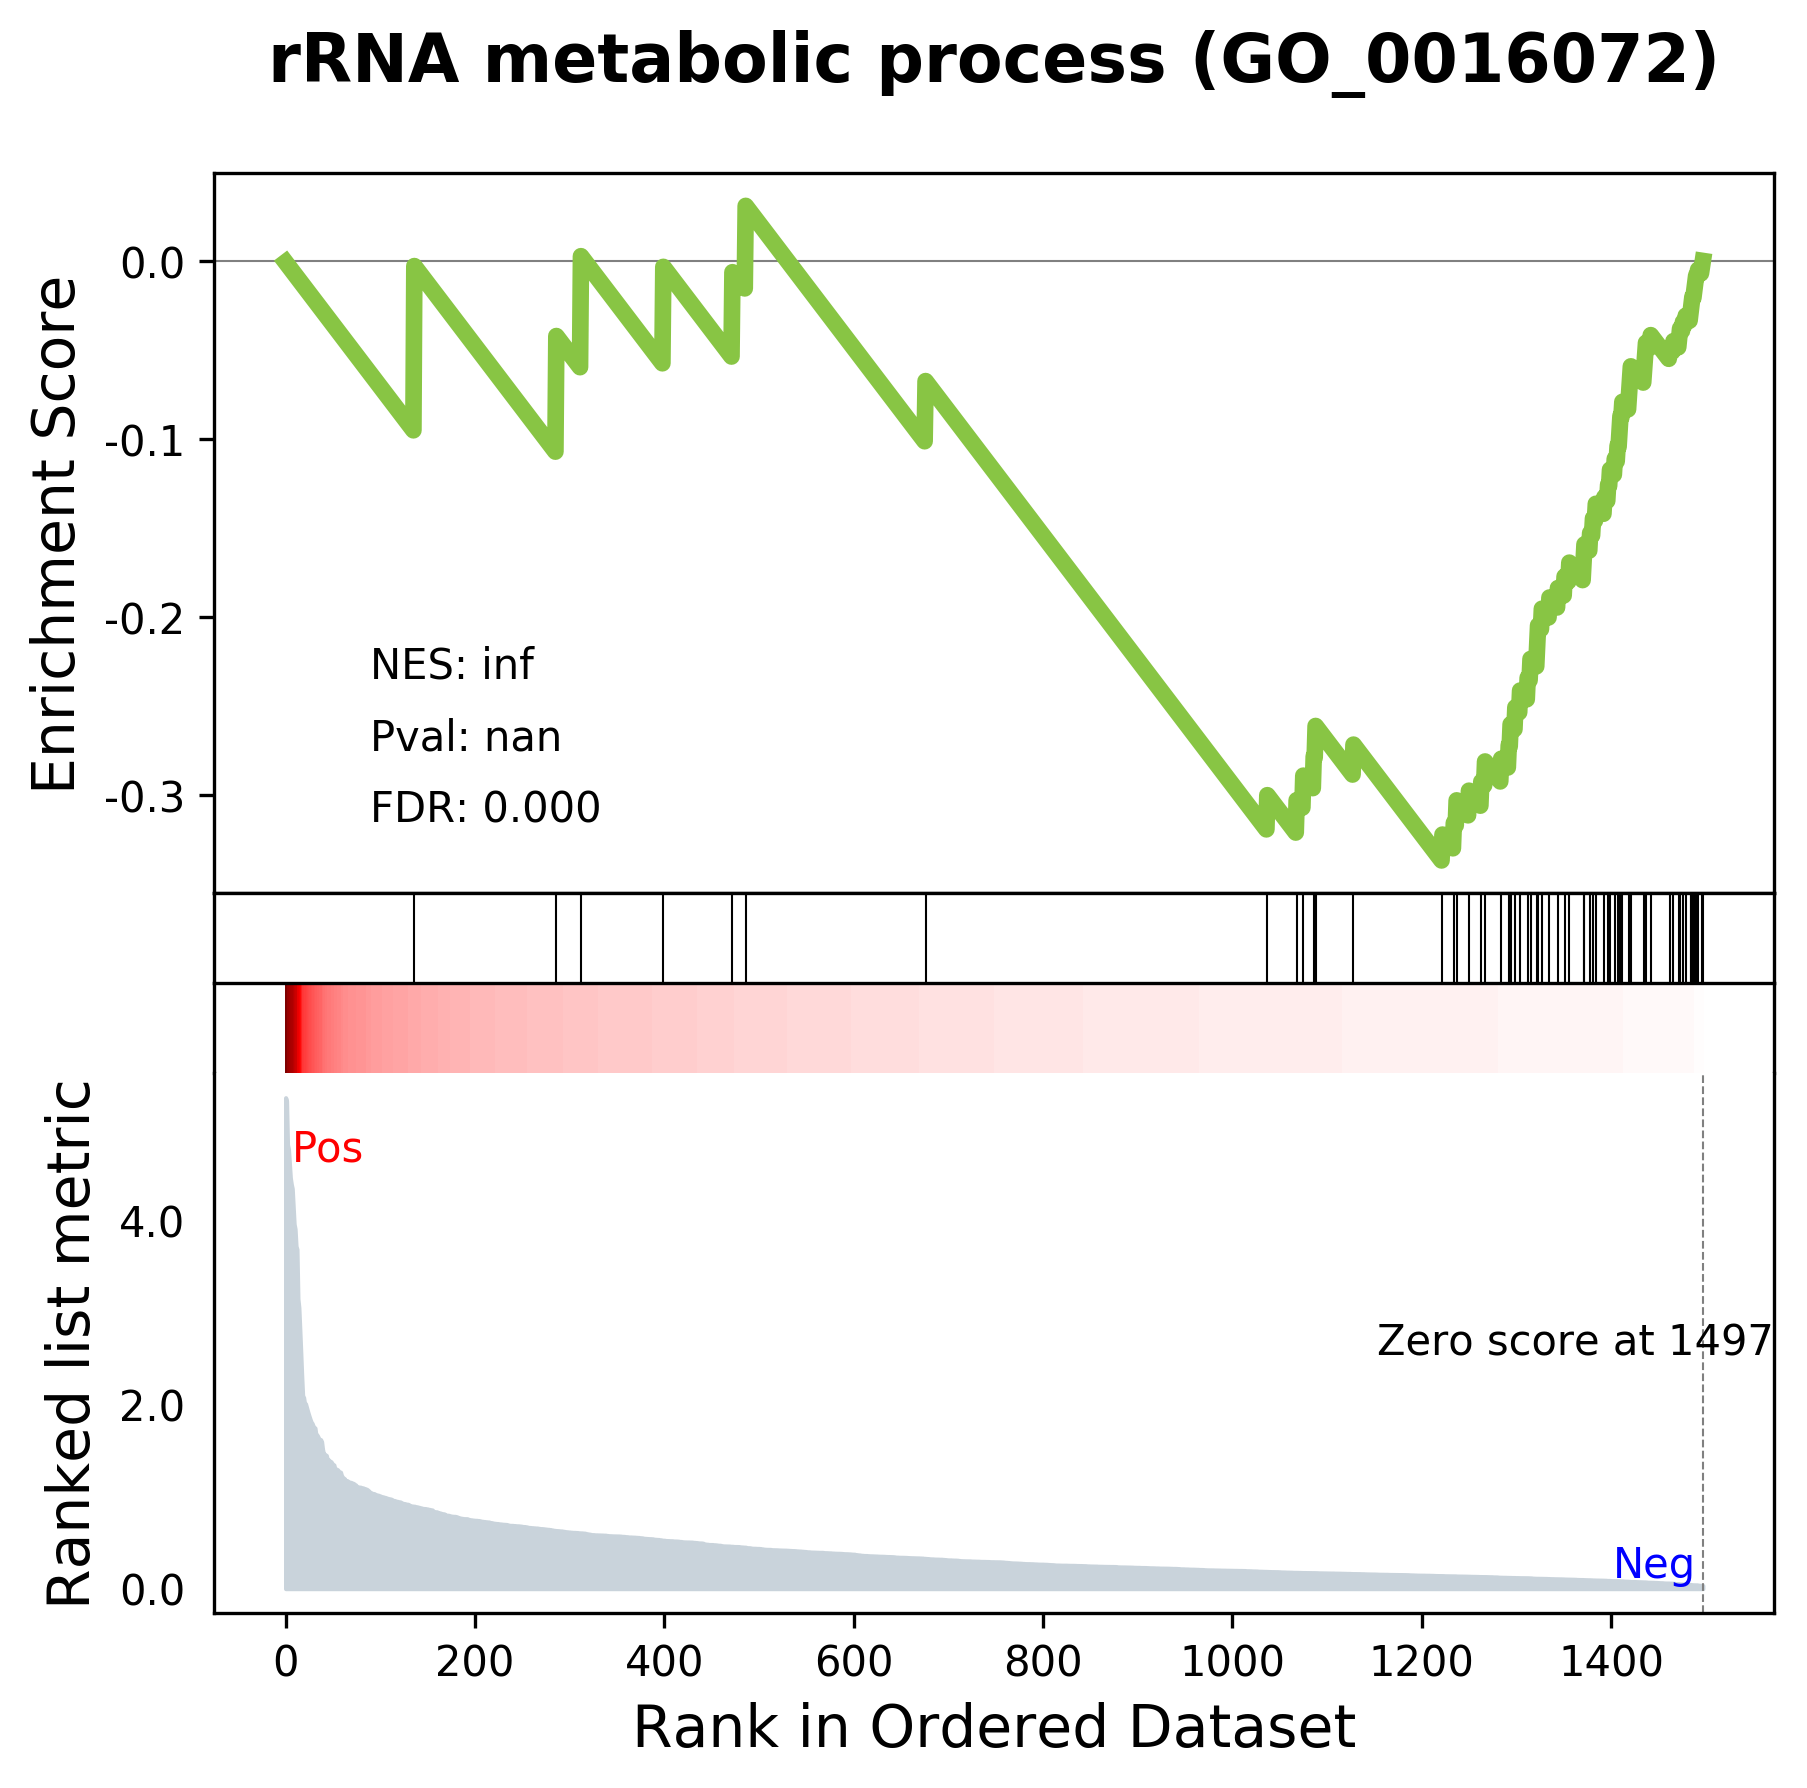 rRNA metabolic process (GO_0016072)
Enrichment Score
0.0
-0.1
-0.2
-0.3
NES: inf
Pval: nan
FDR: 0.000
Ranked list metric
Pos
4.0
2.0
0.0
Zero score at 1497
Neg
0 200 400 600 800 1000 1200 1400
Rank in Ordered Dataset